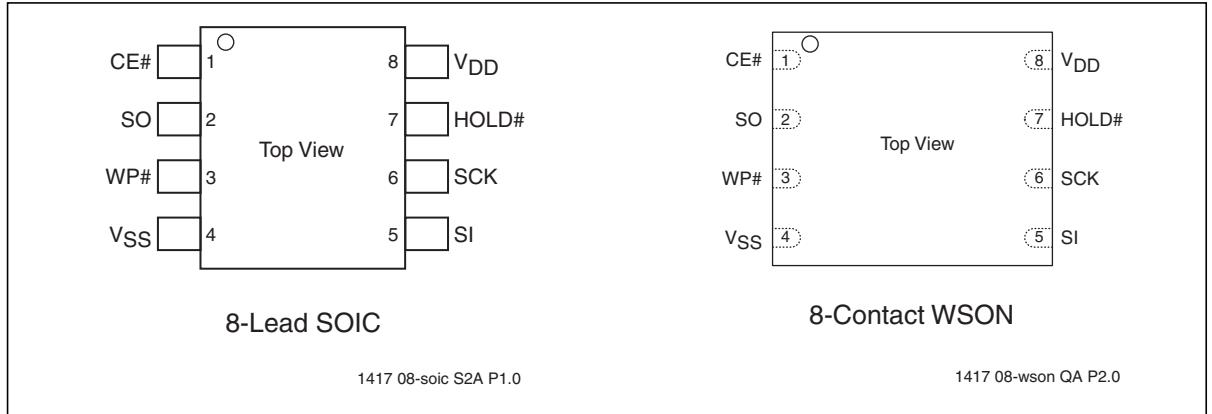 CE# 1 8 VDD
SO 2 7 HOLD#
Top View
WP# 3 6 SCK
VSS 4 5 SI
8-Lead SOIC
1417 08-soic S2A P1.0
CE# 1 8 VDD
SO 2 7 HOLD#
Top View
WP# 3 6 SCK
VSS 4 5 SI
8-Contact WSON
1417 08-wson QA P2.0